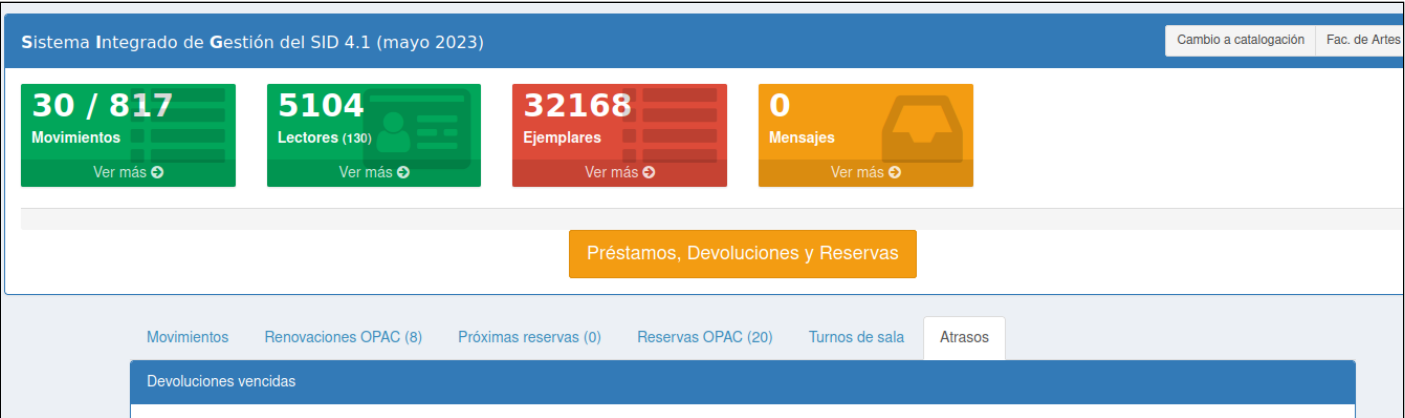 Sistema Integrado de Gestión del SID 4.1 (mayo 2023)
Cambio a catalogación Fac. de Artes
30 / 817 5104 32168 0
Movimientos Lectores (130) Ejemplares Mensajes
Ver más Ver más Ver más Ver más
Préstamos, Devoluciones y Reservas
Movimientos Renovaciones OPAC (8) Próximas reservas (0) Reservas OPAC (20) Turnos de sala Atrasos
Devoluciones vencidas